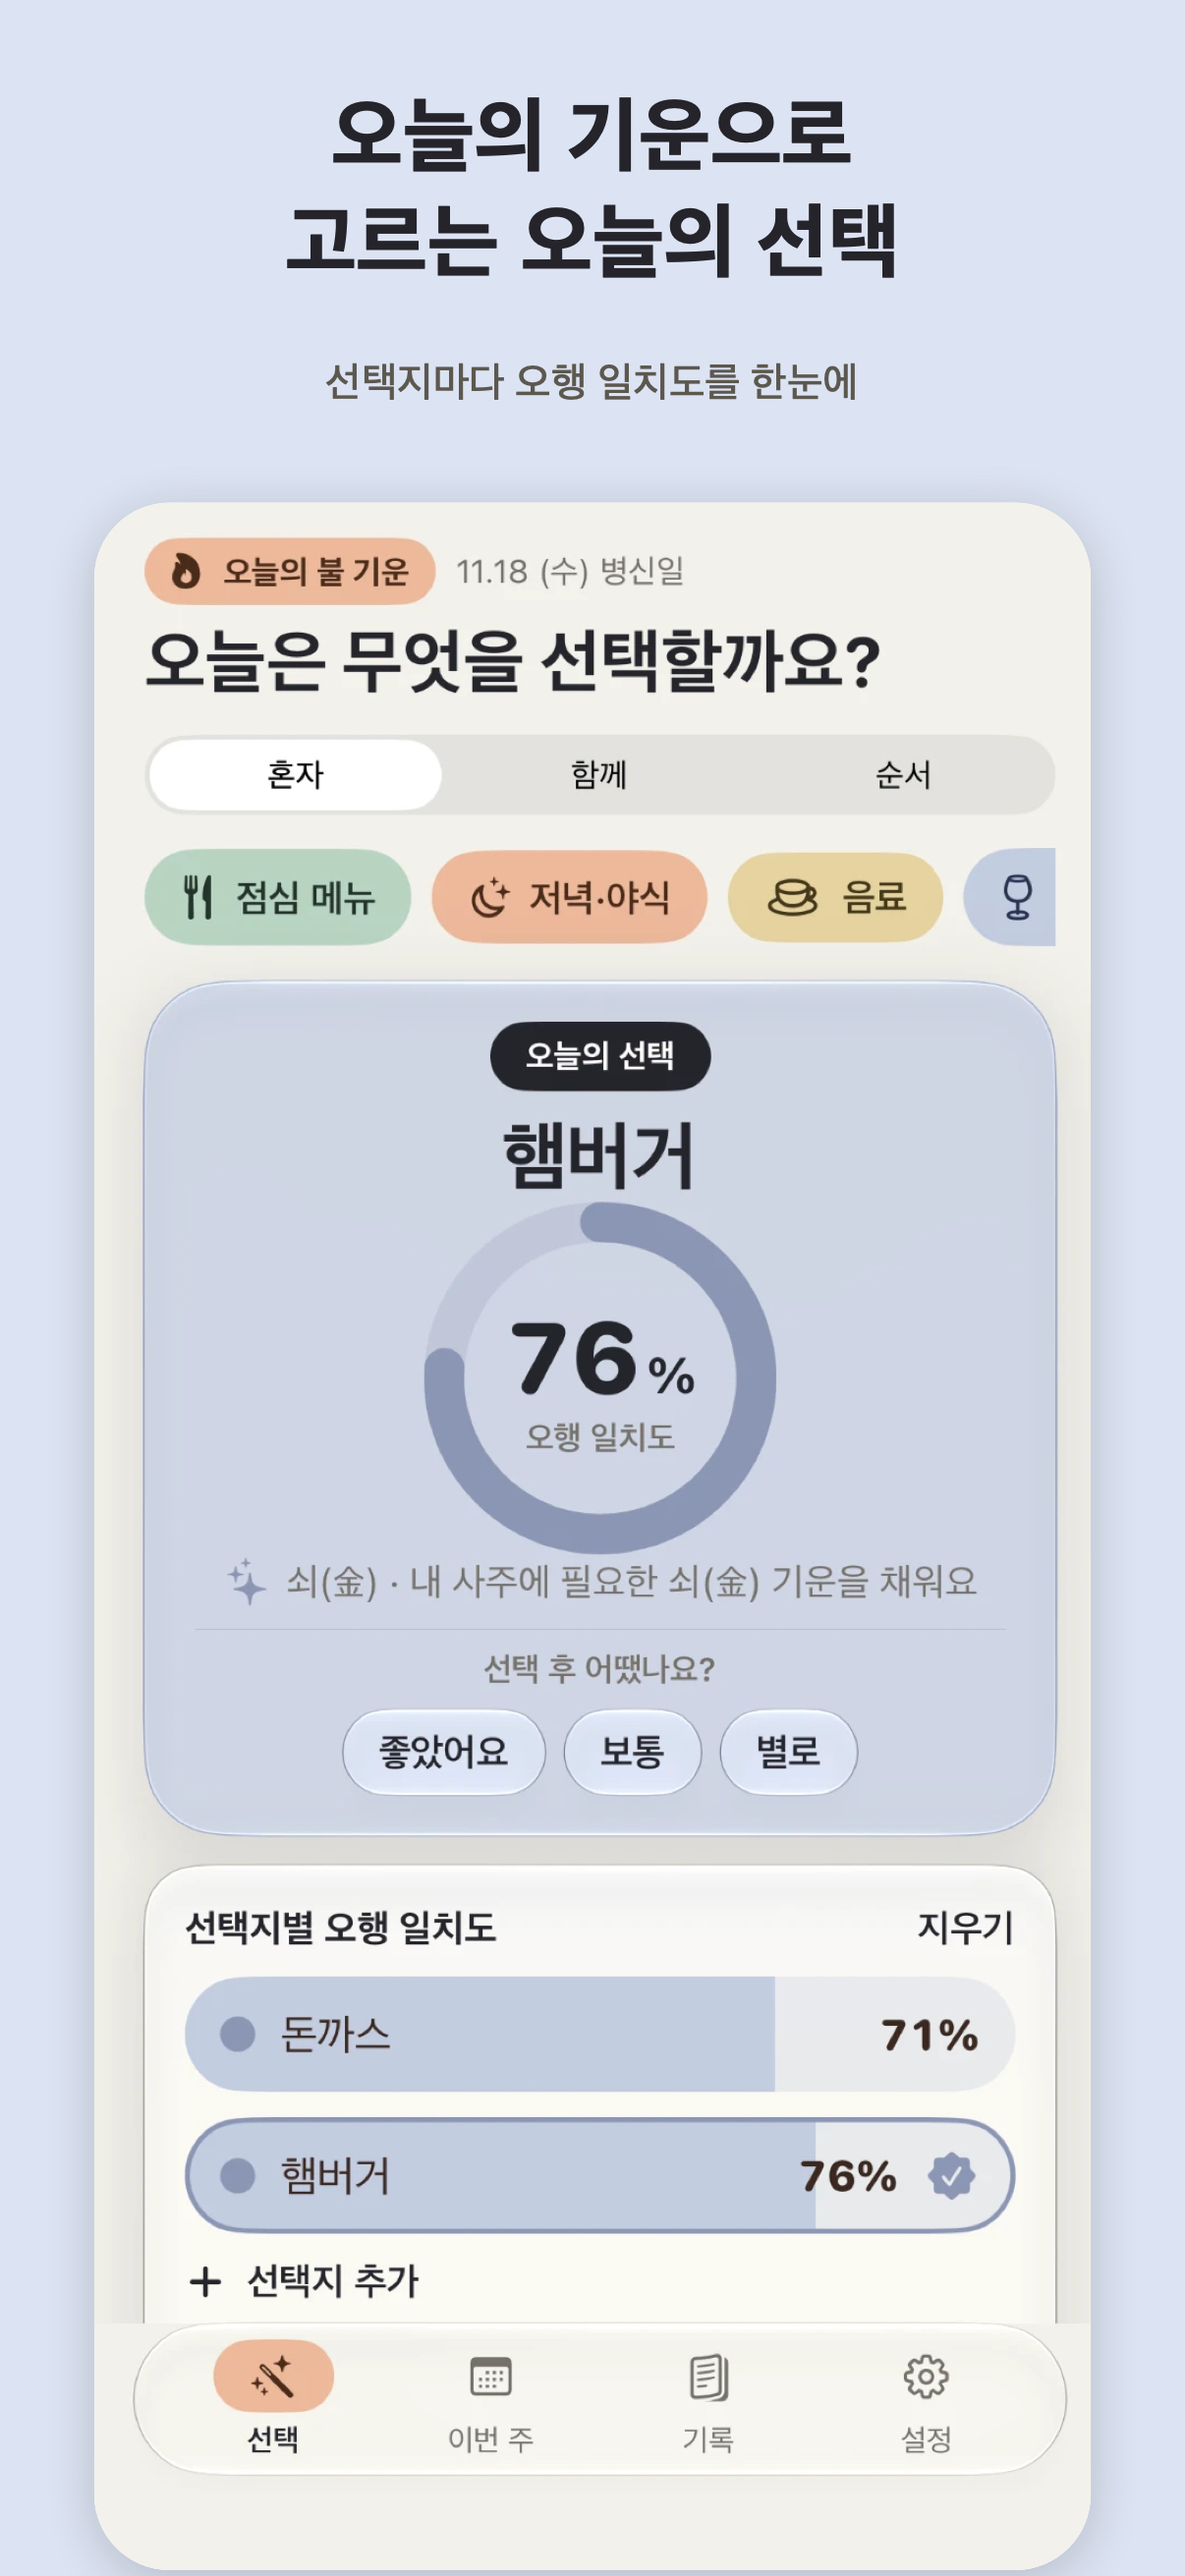 오늘의 기운으로
고르는 오늘의 선택
선택지마다 오행 일치도를 한눈에
오늘의 불 기운 11.18 (수) 병신일
오늘은 무엇을 선택할까요?
혼자 함께 순서
점심 메뉴 저녁·야식 음료
오늘의 선택
햄버거
76%
오행 일치도
쇠(金) · 내 사주에 필요한 쇠(金) 기운을 채워요
선택 후 어땠나요?
좋았어요 보통 별로
선택지별 오행 일치도 지우기
돈까스 71%
햄버거 76%
+ 선택지 추가
선택 이번 주 기록 설정